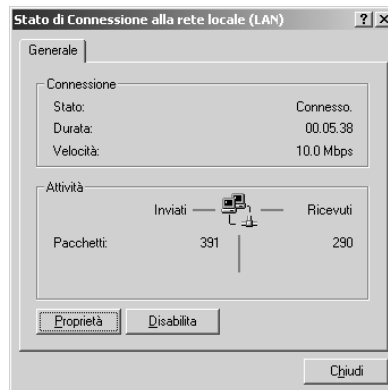 Stato di Connessione alla rete locale (LAN)
Generale
Connessione
Stato: Connesso.
Durata: 00.05.38
Velocità: 10.0 Mbps
Attività
Inviati Ricevuti
Pacchetti: 391 290
Proprietà Disabilita
Chiudi